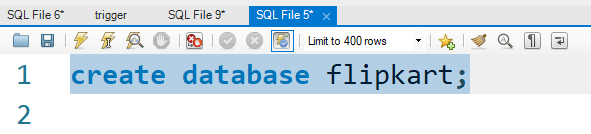 SQL File 6* trigger SQL File 9* SQL File 5*
Limit to 400 rows
1 create database flipkart;
2